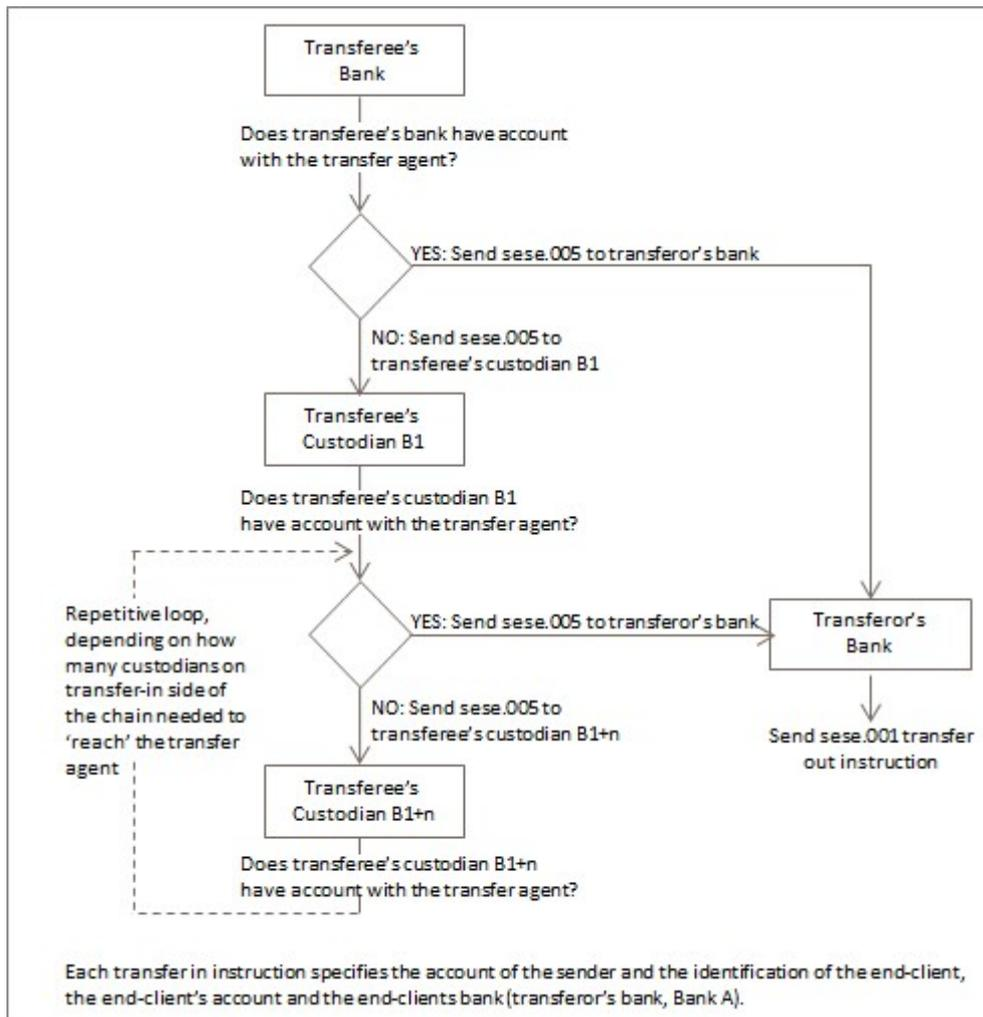 Transferee's
Bank
Does transferee's bank have account
with the transfer agent?
YES: Send sese.005 to transferor's bank
NO: Send sese.005 to
transferee's custodian B1
Transferee's
Custodian B1
Does transferee's custodian B1
have account with the transfer agent?
Repetitive loop,
depending on how
many custodians on
transfer-in side of
the chain needed to
‘reach’ the transfer
agent
YES: Send sese.005 to transferor's bank
Transferor's
Bank
NO: Send sese.005 to
transferee's custodian B1+n
Send sese.001 transfer
out instruction
Transferee's
Custodian B1+n
Does transferee's custodian B1+n
have account with the transfer agent?
Each transfer in instruction specifies the account of the sender and the identification of the end-client,
the end-client's account and the end-clients bank (transferor's bank, Bank A).